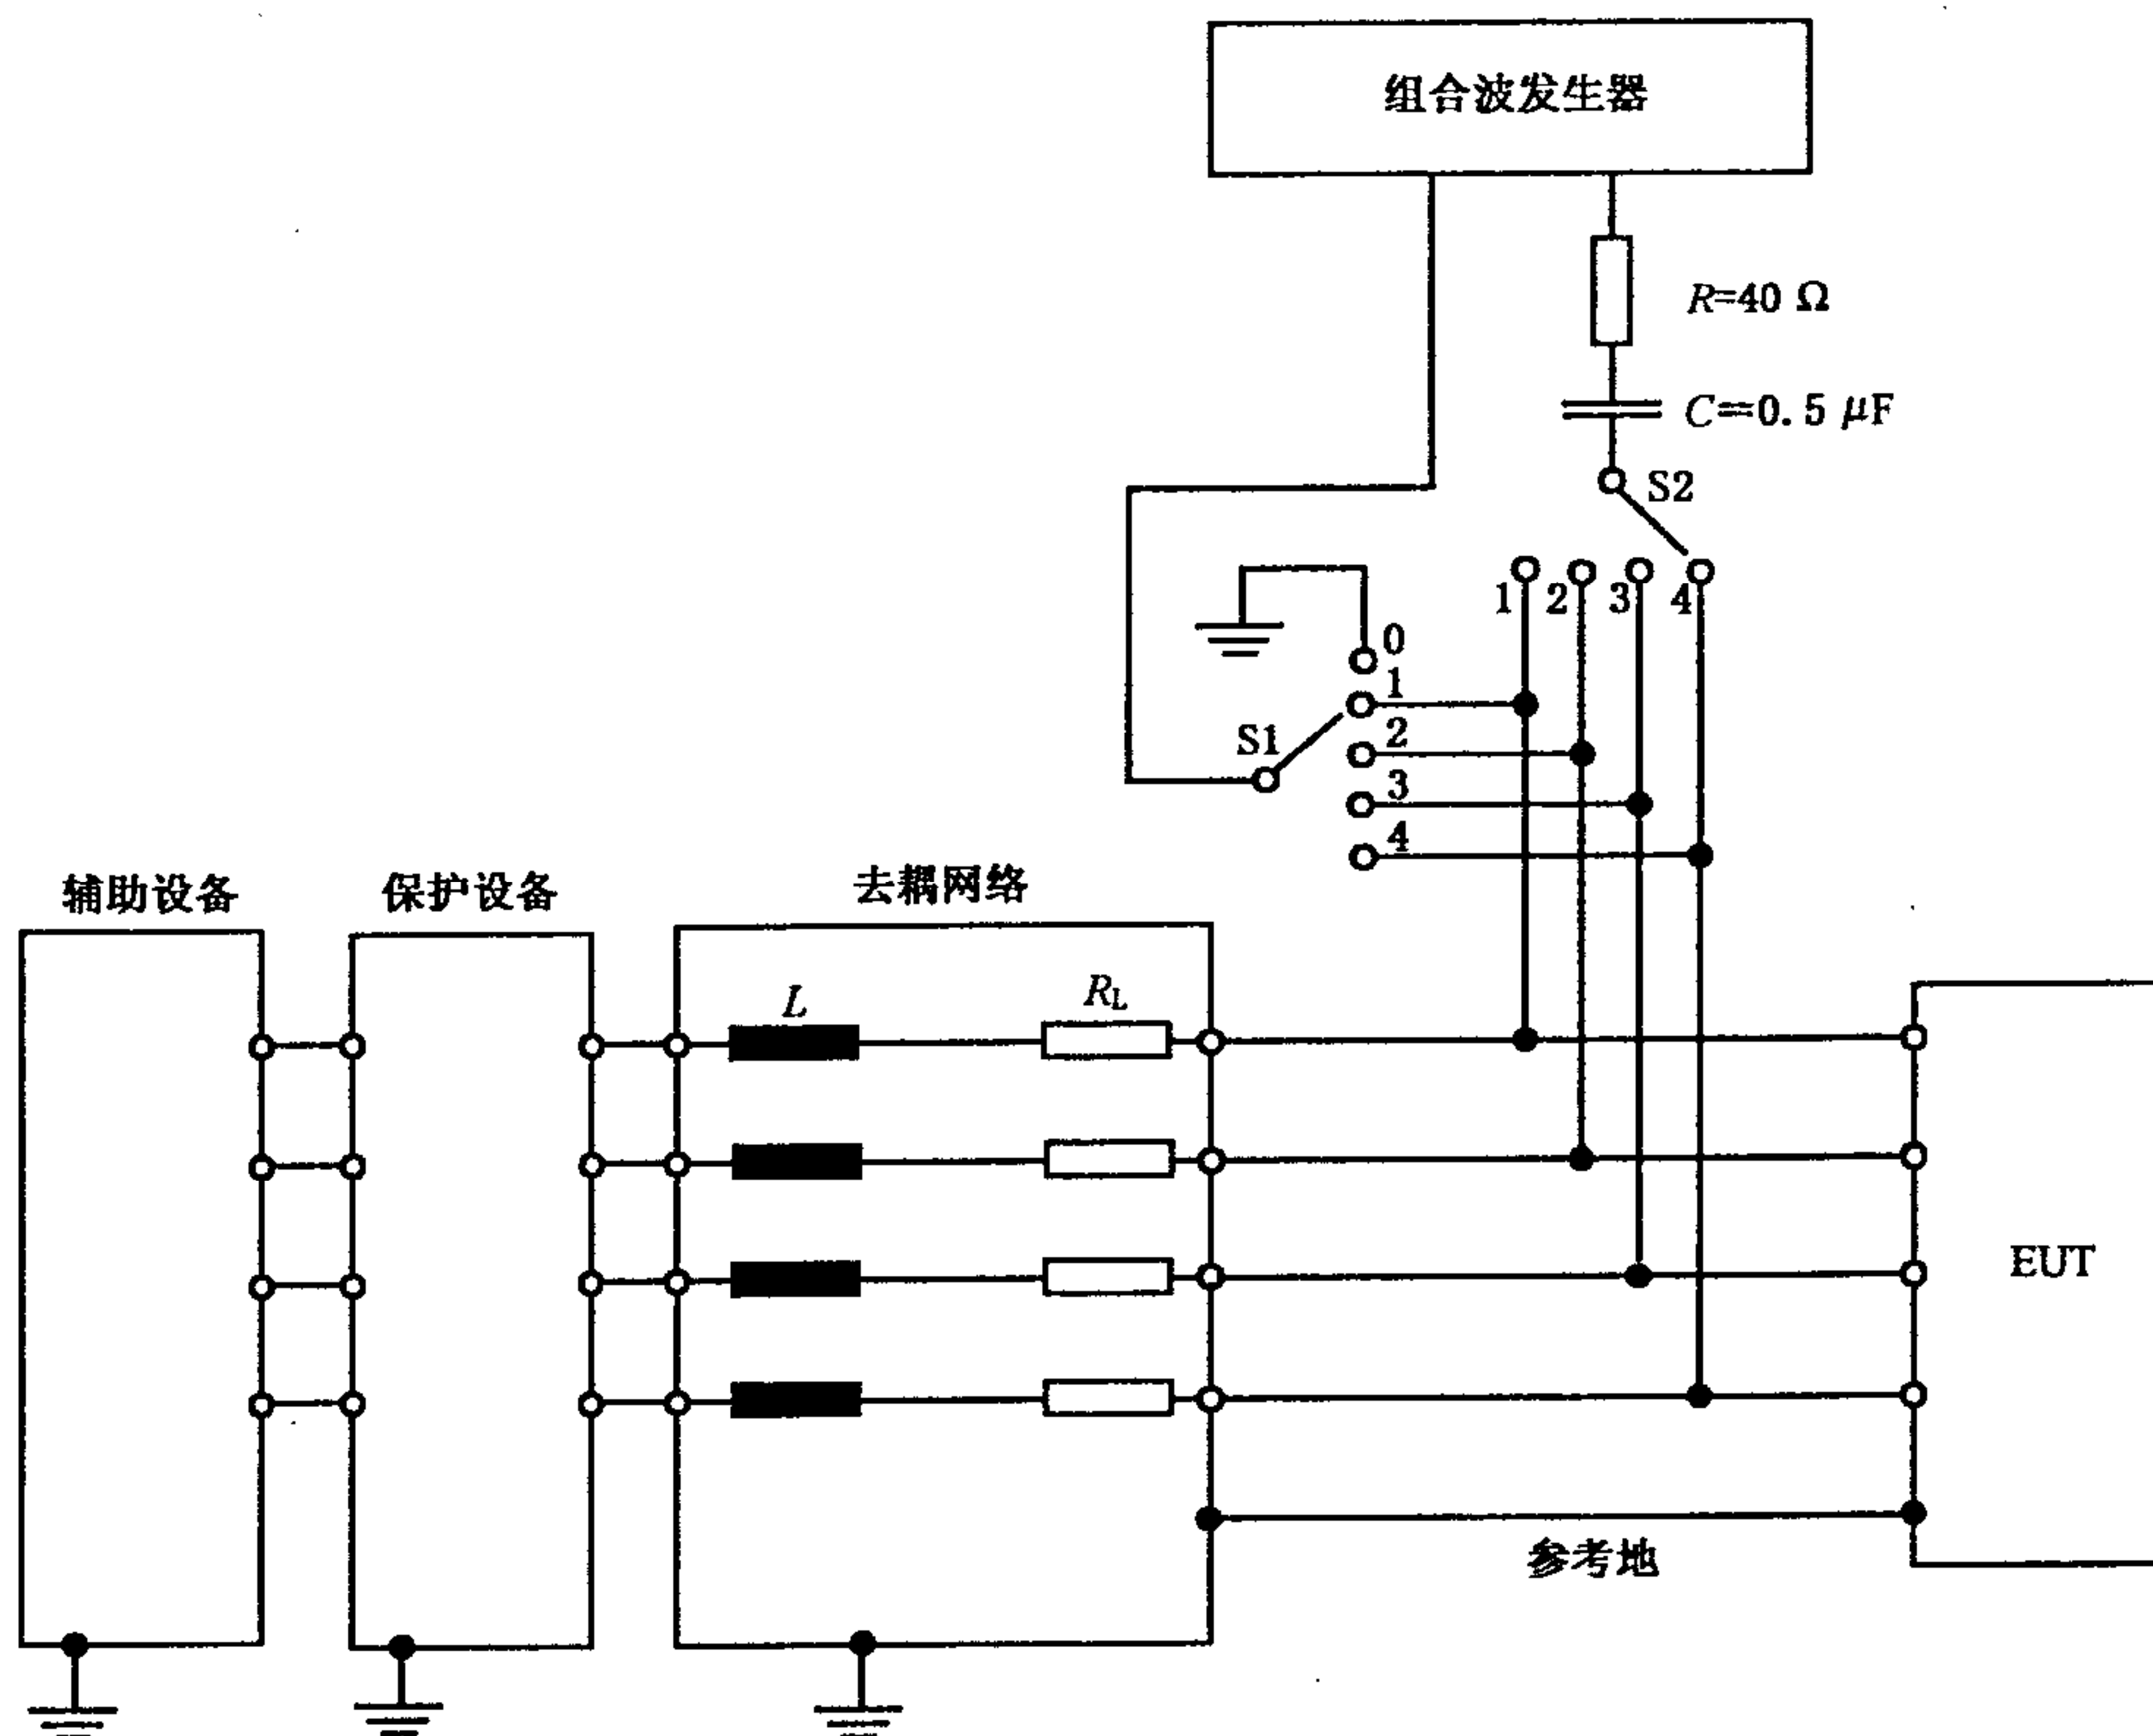 组合波发生器
R=40 Ω
C=0.5 μF
S2
1 2 3 4
0
1
S1
2
3
4
辅助设备
保护设备
去耦网络
L
RL
EUT
参考地